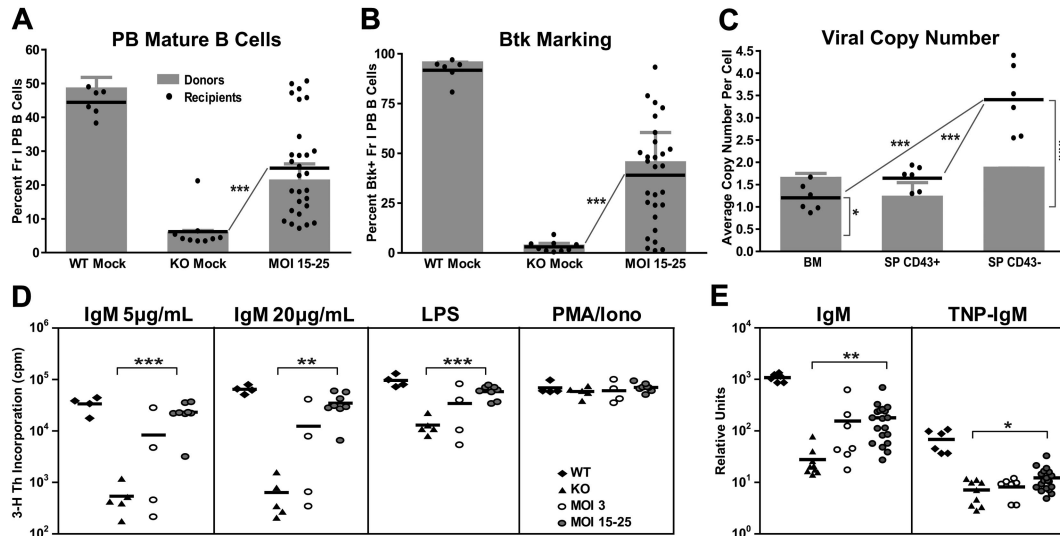 A
PB Mature B Cells
Percent Fr I PB B Cells
60
50
40
30
20
10
0
Donors
Recipients
***
WT Mock
KO Mock
MOI 15-25
B
Btk Marking
Percent Btk+ Fr I PB B Cells
100
80
60
40
20
0
***
WT Mock
KO Mock
MOI 15-25
C
Viral Copy Number
Average Copy Number Per Cell
4.5
4.0
3.5
3.0
2.5
2.0
1.5
1.0
0.5
0.0
***
***
*
BM
SP CD43+
SP CD43-
D
IgM 5µg/mL
IgM 20µg/mL
LPS
PMA/Iono
3-H Th Incorporation (cpm)
10^6
10^5
10^4
10^3
10^2
***
**
***
WT
KO
MOI 3
MOI 15-25
E
IgM
TNP-IgM
Relative Units
10^4
10^3
10^2
10^1
10^0
**
*